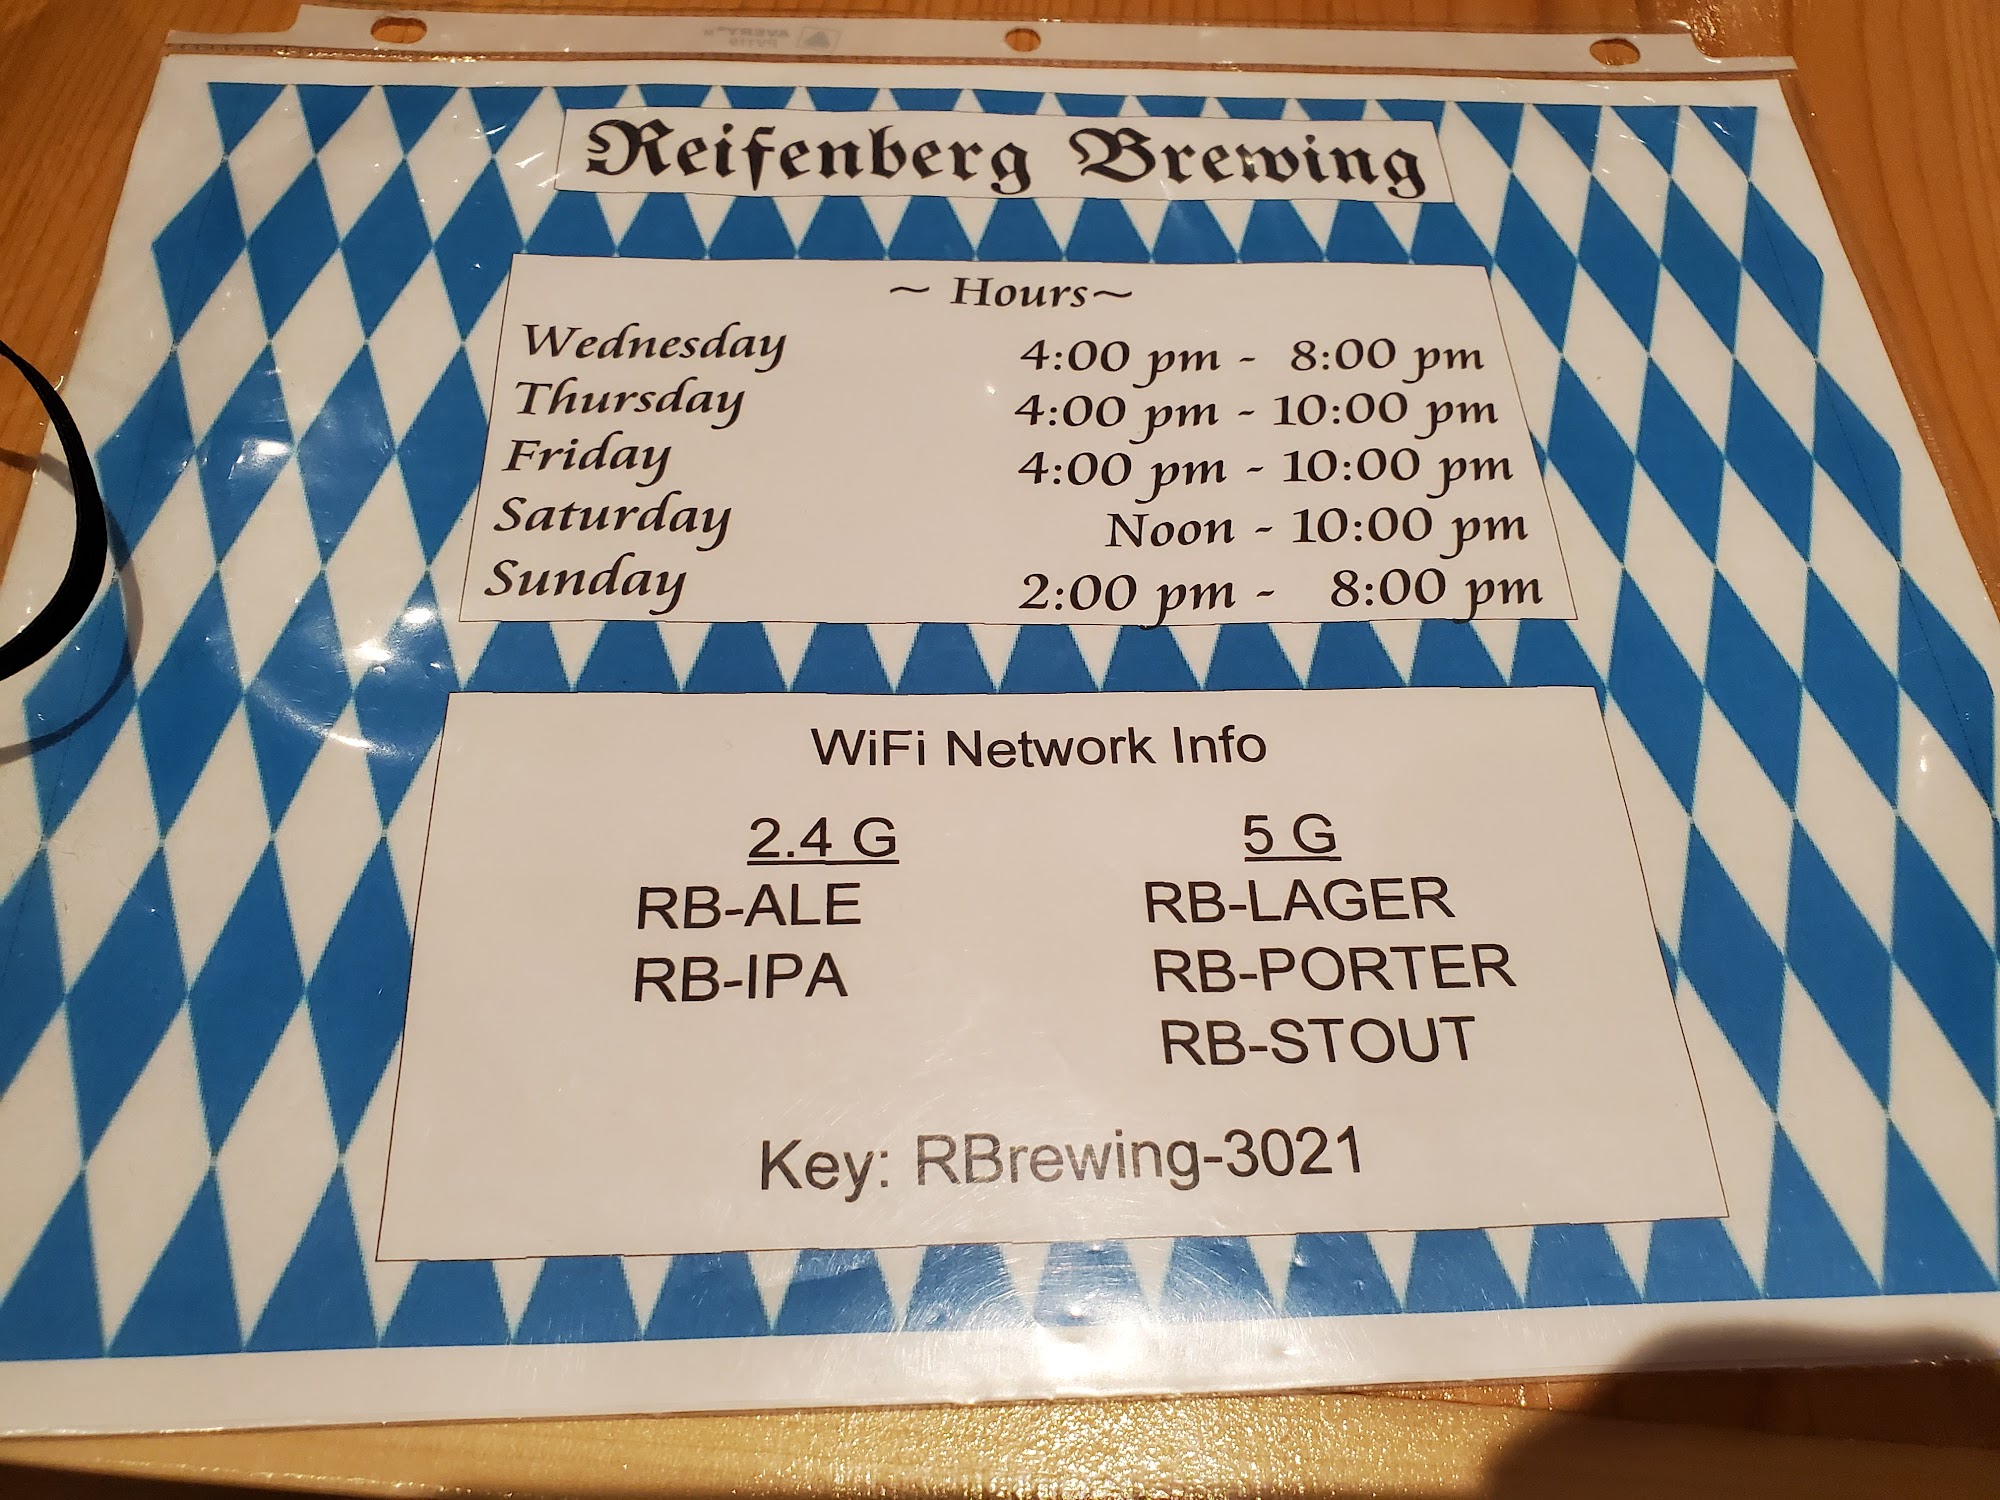 Reifenberg Brewing
~ Hours~
Wednesday 4:00 pm - 8:00 pm
Thursday 4:00 pm - 10:00 pm
Friday 4:00 pm - 10:00 pm
Saturday Noon - 10:00 pm
Sunday 2:00 pm - 8:00 pm
WiFi Network Info
2.4 G 5 G
RB-ALE RB-LAGER
RB-IPA RB-PORTER
RB-STOUT
Key: RBrewing-3021